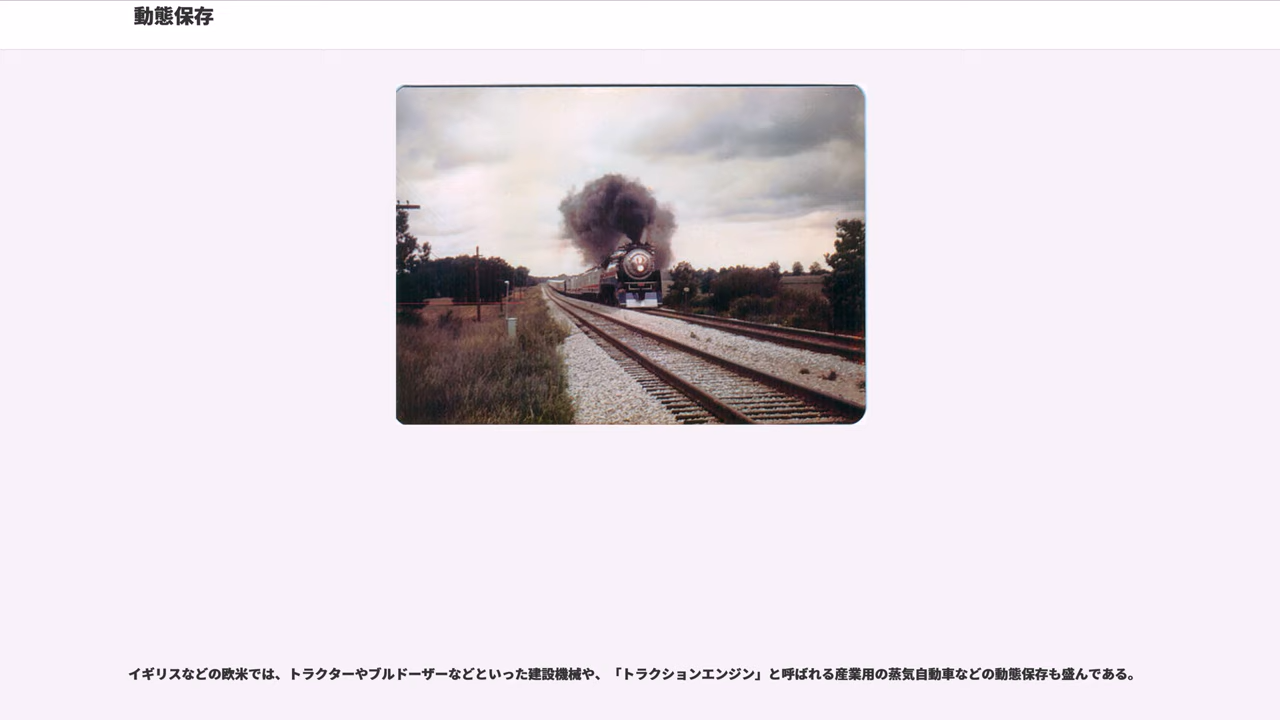 動態保存
イギリスなどの欧米では、トラクターやブルドーザーなどといった建設機械や、「トラクションエンジン」と呼ばれる産業用の蒸気自動車などの動態保存も盛んである。